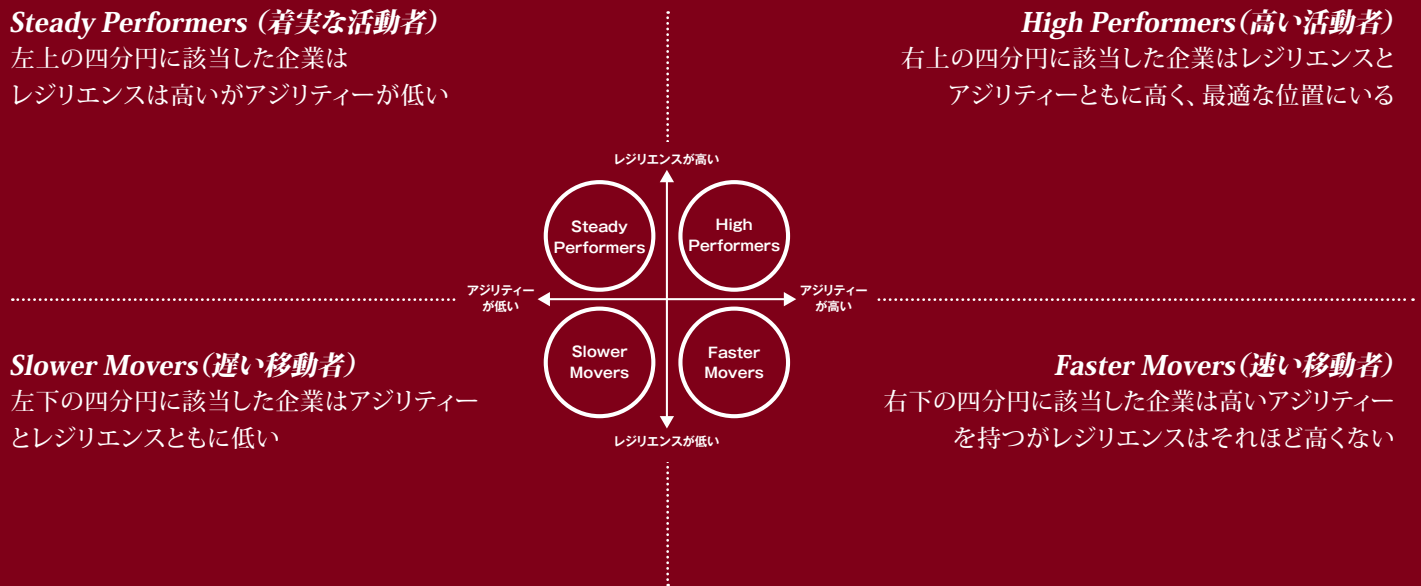 Steady Performers（着実な活動者）
左上の四分円に該当した企業は
レジリエンスは高いがアジリティーが低い
High Performers（高い活動者）
右上の四分円に該当した企業はレジリエンスと
アジリティーともに高く、最適な位置にいる
レジリエンスが高い
Steady
Performers
High
Performers
アジリティー
が低い
アジリティー
が高い
Slower
Movers
Faster
Movers
レジリエンスが低い
Slower Movers（遅い移動者）
左下の四分円に該当した企業はアジリティー
とレジリエンスともに低い
Faster Movers（速い移動者）
右下の四分円に該当した企業は高いアジリティー
を持つがレジリエンスはそれほど高くない